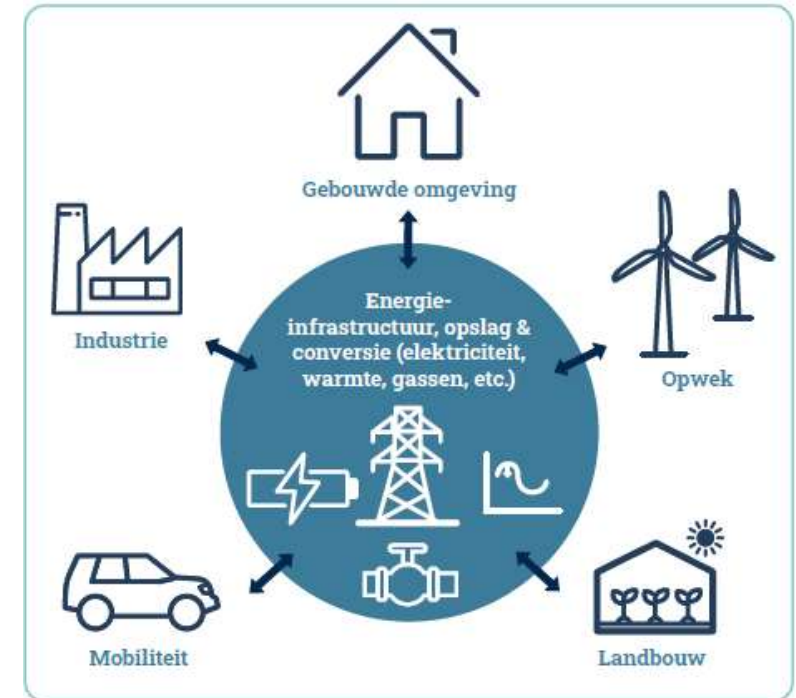 Gebouwde omgeving
Industrie
Energie-
infrastructuur, opslag &
conversie (elektriciteit,
warmte, gassen, etc.)
Opwek
Mobiliteit
Landbouw